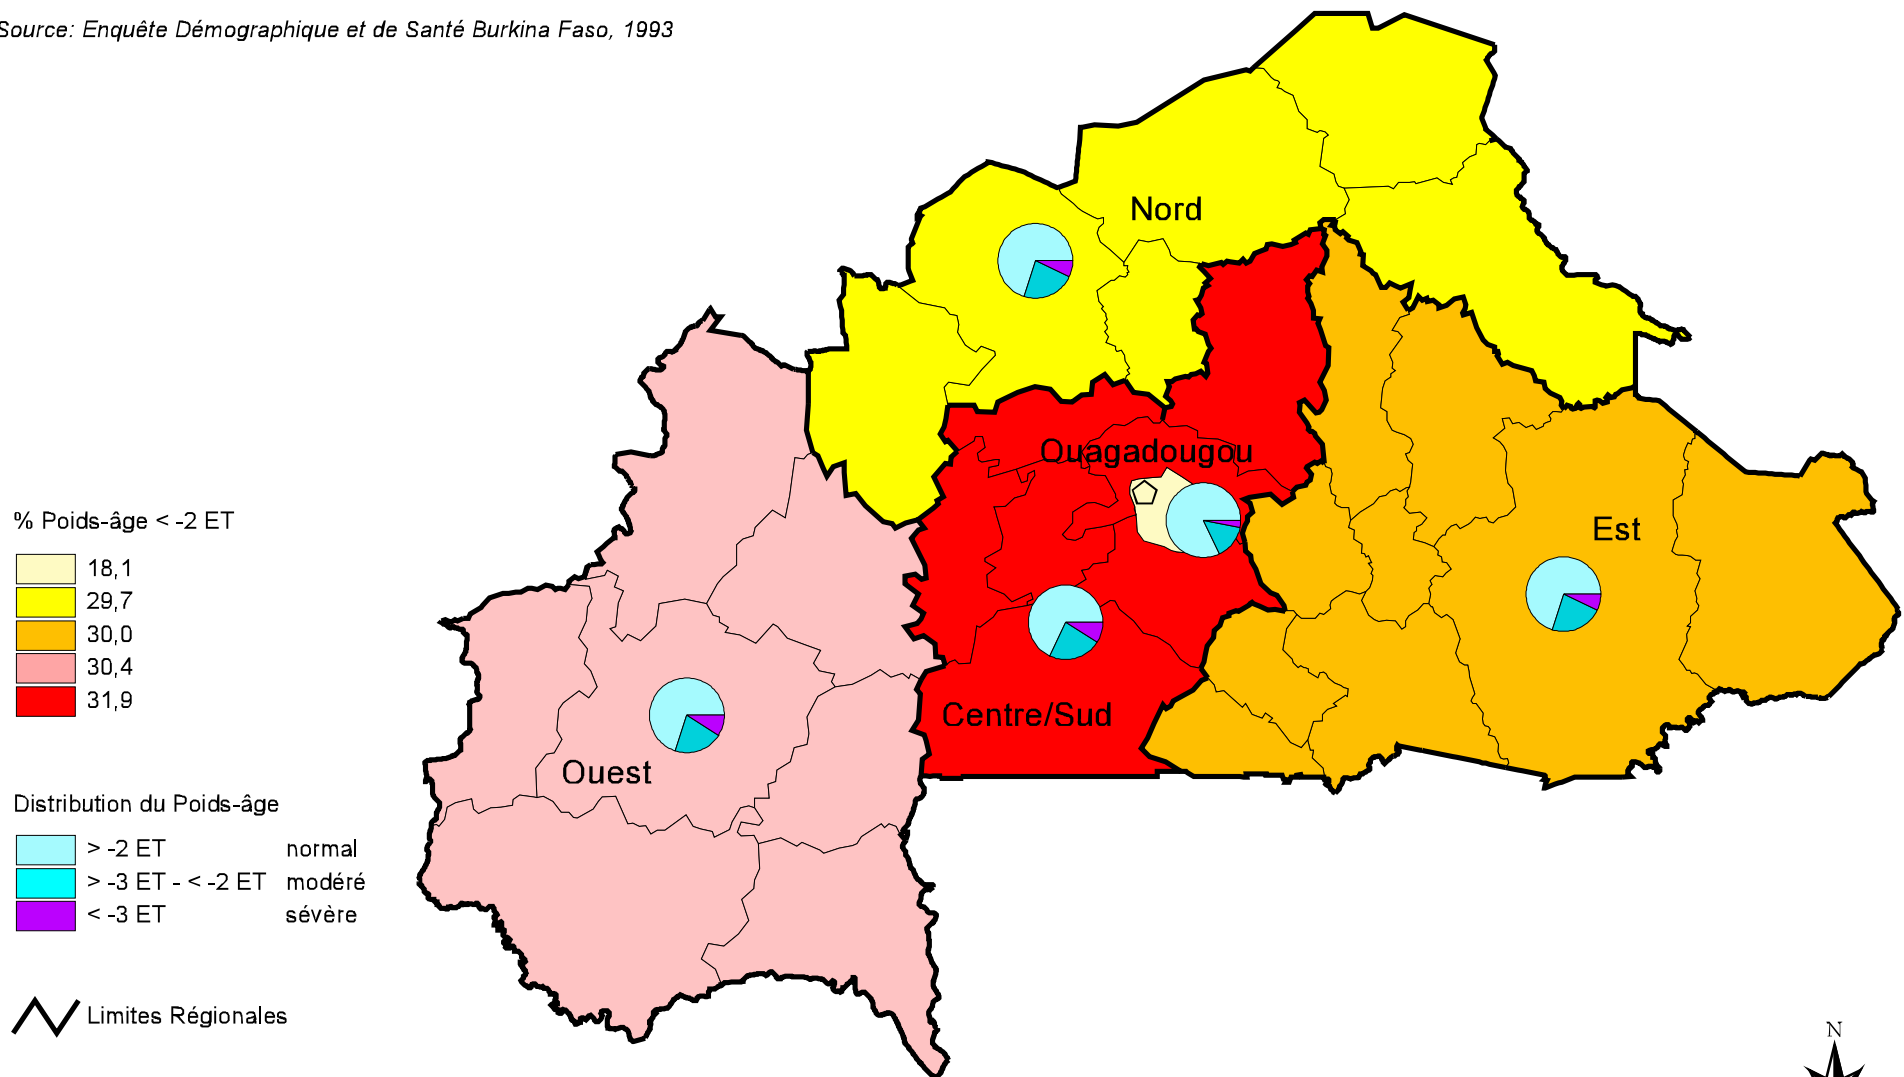 Source: Enquête Démographique et de Santé Burkina Faso, 1993
Nord
Ouagadougou
Est
Centre/Sud
Ouest
% Poids-âge < -2 ET
18,1
29,7
30,0
30,4
31,9
Distribution du Poids-âge
> -2 ET normal
> -3 ET - < -2 ET modéré
< -3 ET sévère
Limites Régionales
N